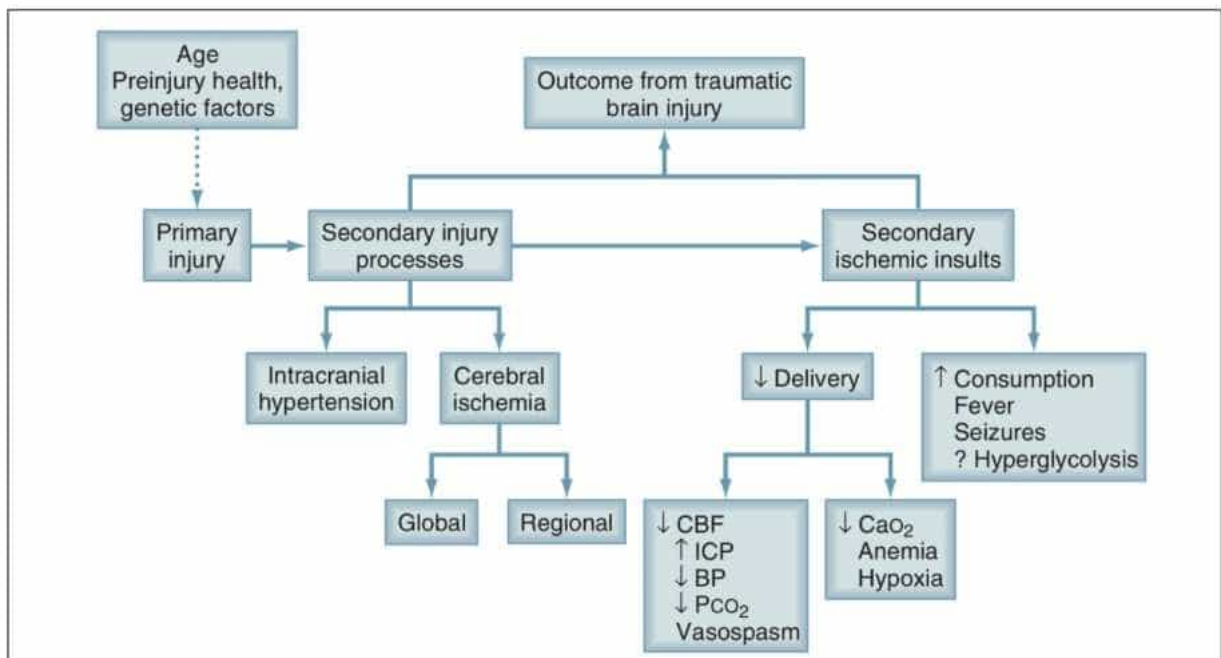 Age
Preinjury health,
genetic factors
Outcome from traumatic
brain injury
Primary
injury
Secondary injury
processes
Secondary
ischemic insults
Intracranial
hypertension
Cerebral
ischemia
↓ Delivery
↑ Consumption
Fever
Seizures
? Hyperglycolysis
Global
Regional
↓ CBF
↑ ICP
↓ BP
↓ PCO₂
Vasospasm
↓ CaO₂
Anemia
Hypoxia